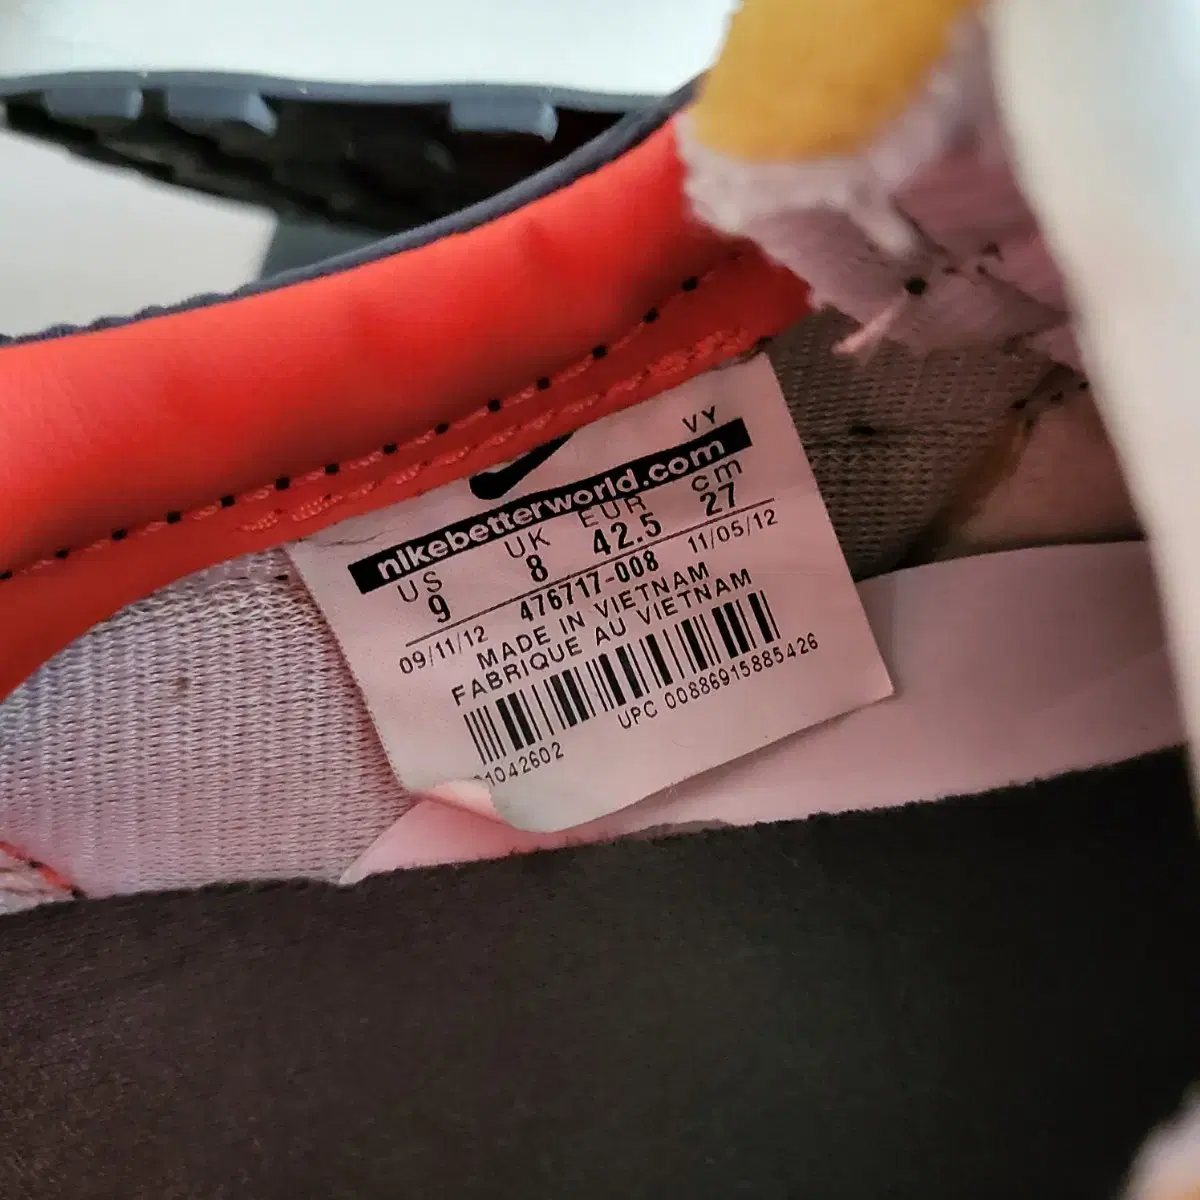 VY
nikebetterworld.com
US UK EUR cm
9 8 42.5 27
476717-008
09/11/12 11/05/12
MADE IN VIETNAM
FABRIQUE AU VIETNAM
UPC 00886915885426
1042602